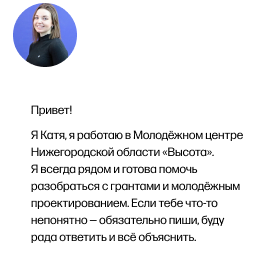 Привет!
Я Катя, я работаю в Молодёжном центре
Нижегородской области «Высота».
Я всегда рядом и готова помочь
разобраться с грантами и молодёжным
проектированием. Если тебе что-то
непонятно — обязательно пиши, буду
рада ответить и всё объяснить.